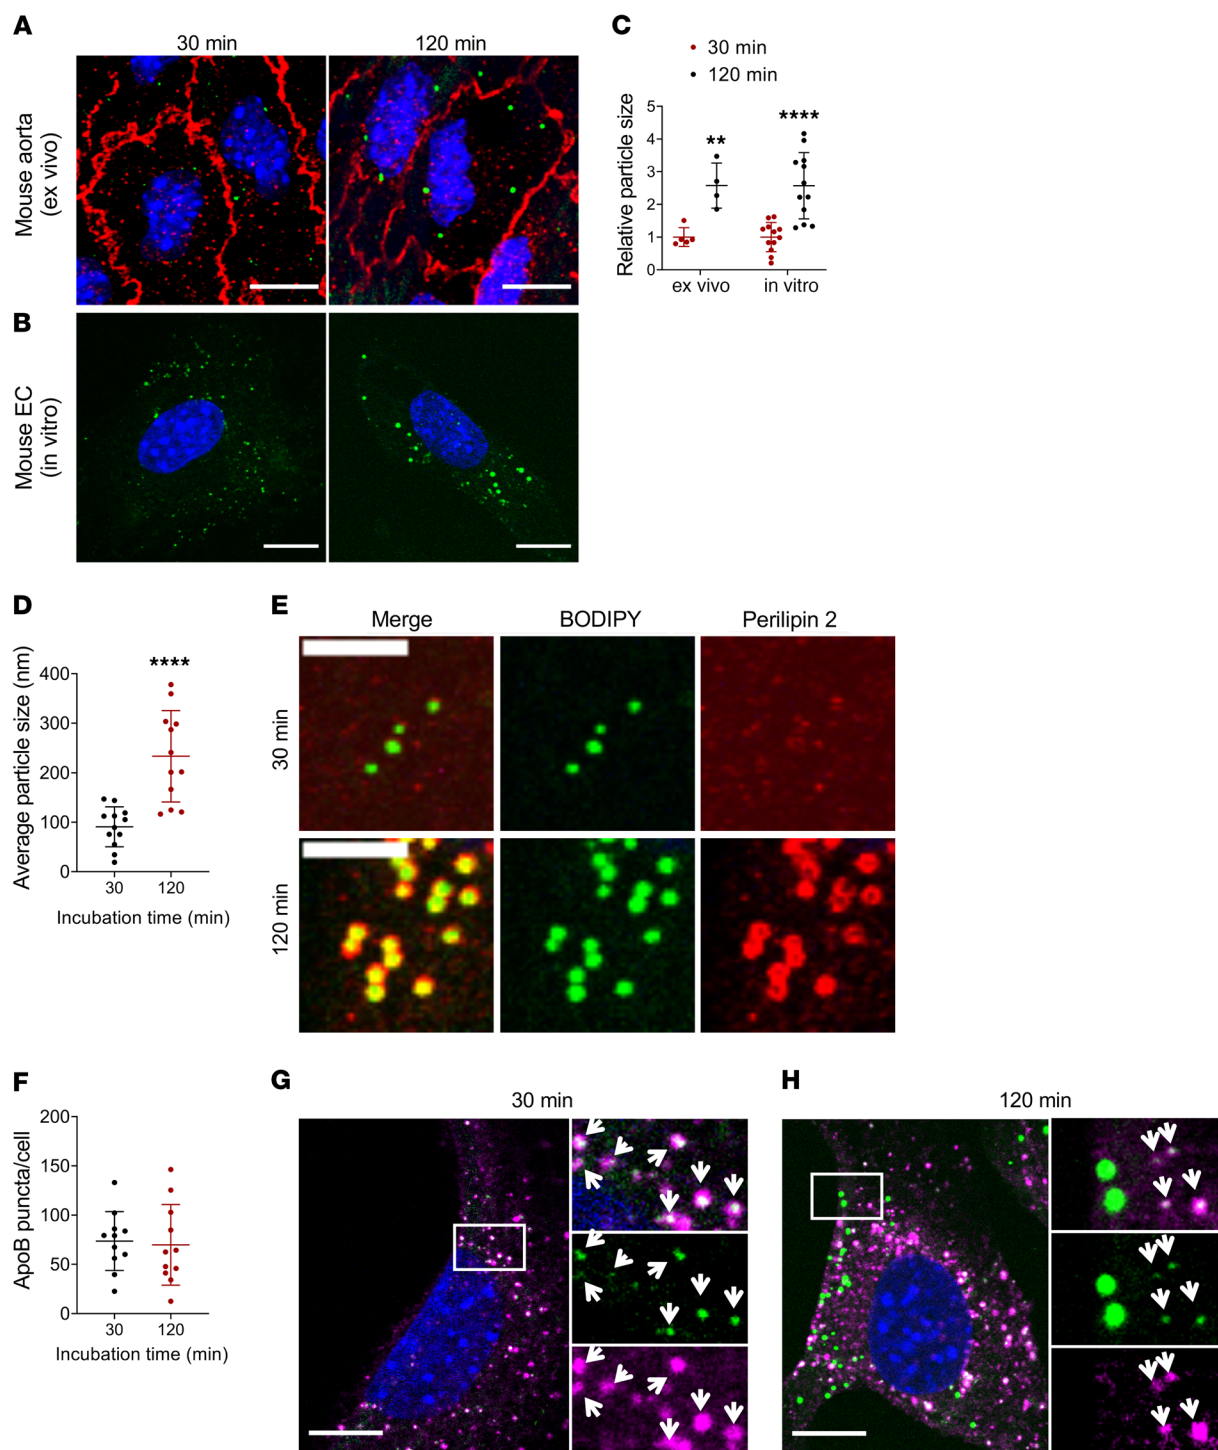 A
30 min
120 min
Mouse aorta
(ex vivo)
B
Mouse EC
(in vitro)
C
30 min
120 min
Relative particle size
5
4
3
2
1
0
**
****
ex vivo
in vitro
D
Average particle size (nm)
400
300
200
100
0
****
30
120
Incubation time (min)
E
Merge
BODIPY
Perilipin 2
30 min
120 min
F
ApoB puncta/cell
200
150
100
50
0
30
120
Incubation time (min)
G
30 min
H
120 min